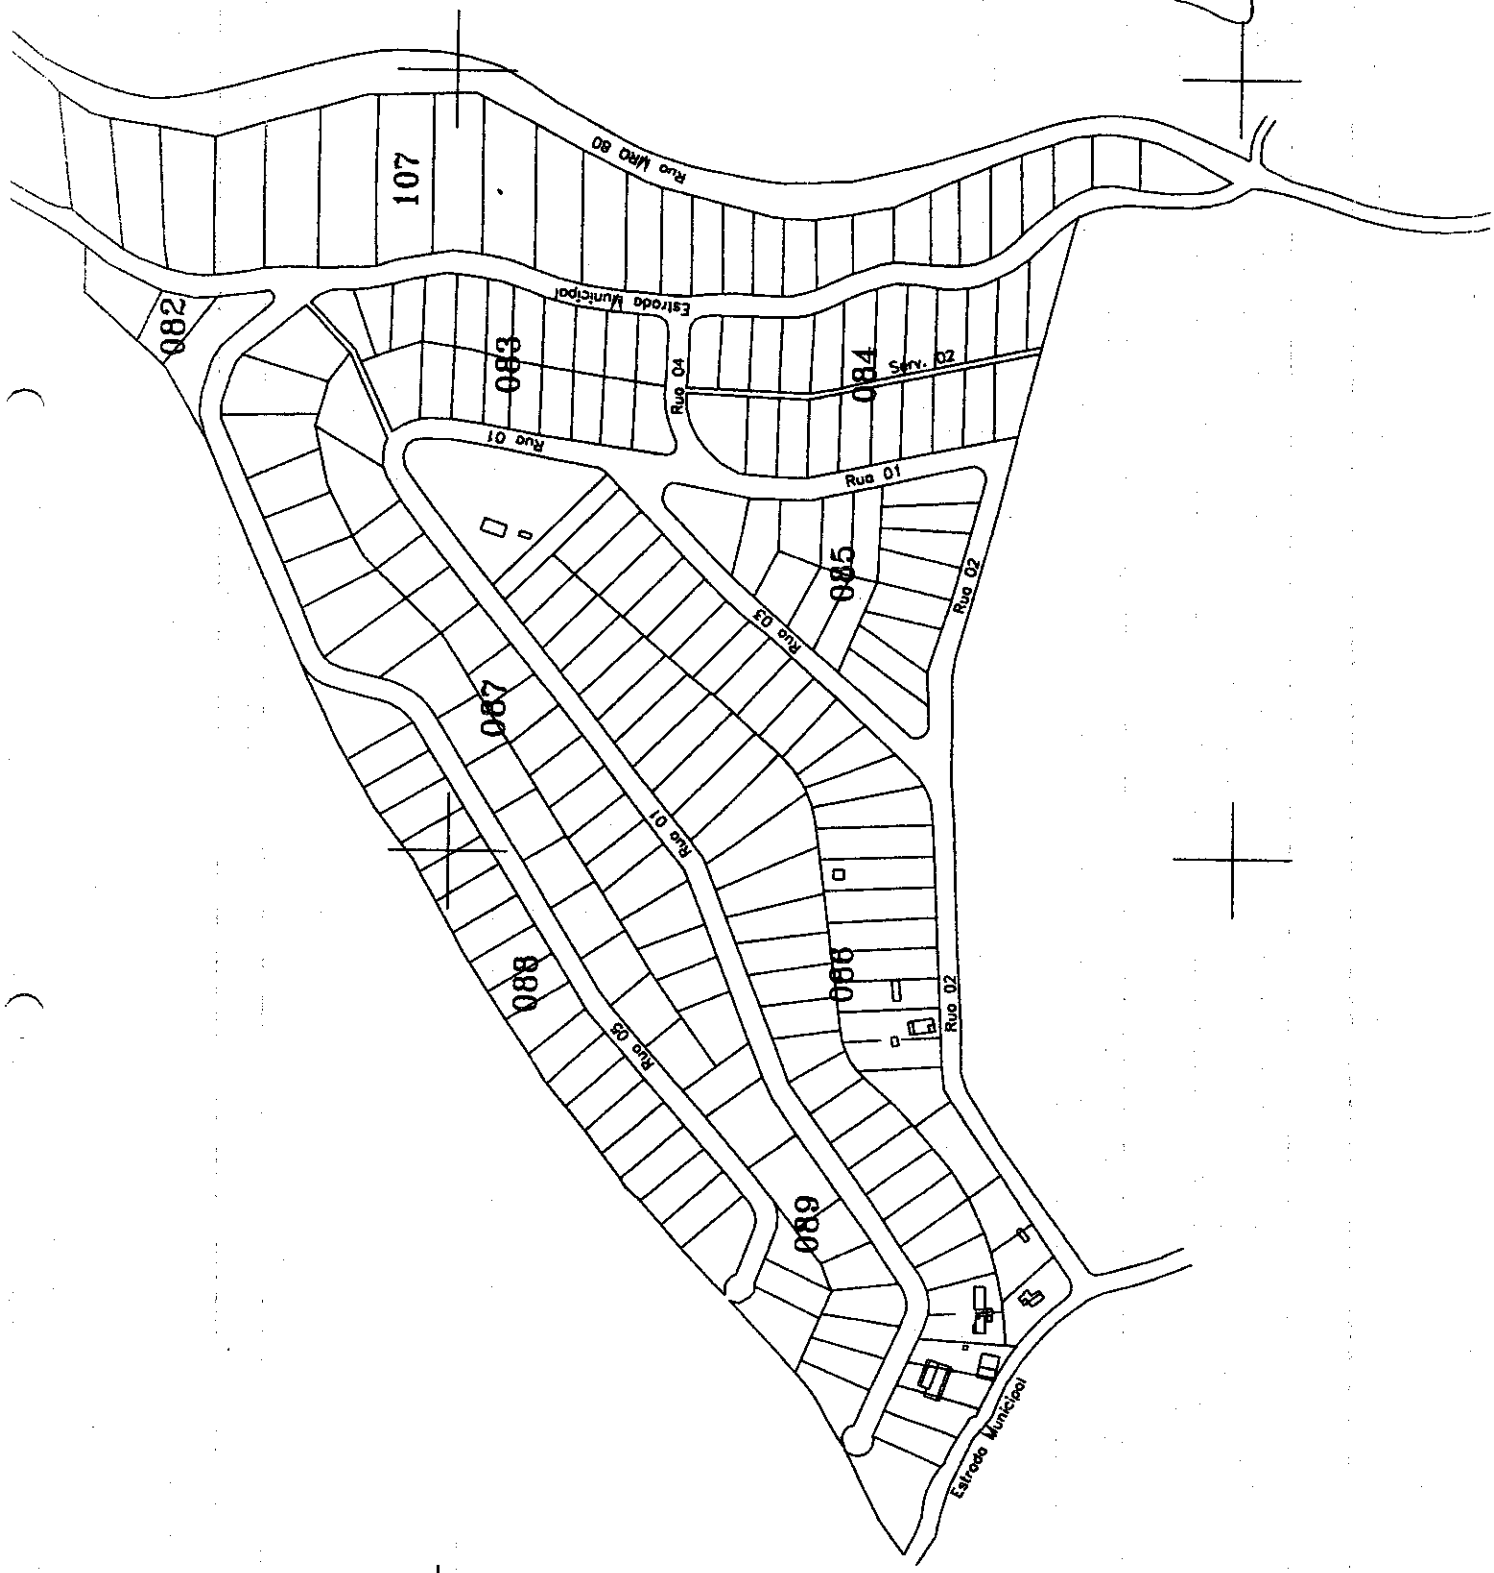 Rua MRQ 80
107
Estrada Municipal
082
083
Rua 04
084
Serv. 02
Rua 01
Rua 01
085
Rua 02
Rua 03
087
Rua 01
088
086
Rua 02
Rua 05
089
Estrada Municipal